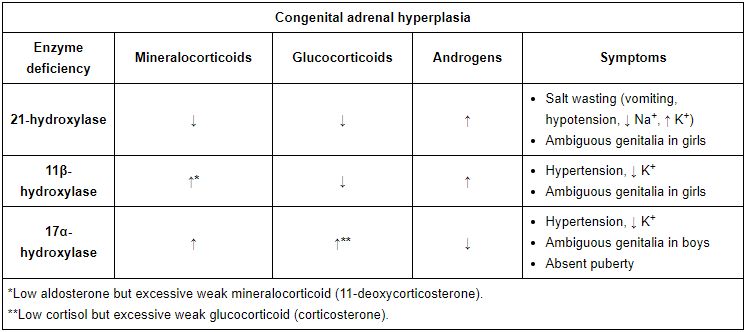 Congenital adrenal hyperplasia
Enzyme deficiency Mineralocorticoids Glucocorticoids Androgens Symptoms
21-hydroxylase ↓ ↓ ↑
• Salt wasting (vomiting,
hypotension, ↓ Na⁺, ↑ K⁺)
• Ambiguous genitalia in girls
11β-
hydroxylase ↑* ↓ ↑
• Hypertension, ↓ K⁺
• Ambiguous genitalia in girls
17α-
hydroxylase ↑ ↑** ↓
• Hypertension, ↓ K⁺
• Ambiguous genitalia in boys
• Absent puberty
*Low aldosterone but excessive weak mineralocorticoid (11-deoxycorticosterone).
**Low cortisol but excessive weak glucocorticoid (corticosterone).